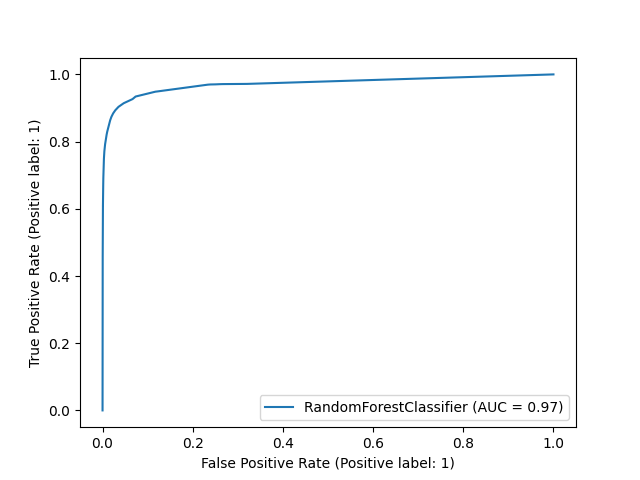 1.0
0.8
0.6
0.4
0.2
0.0
True Positive Rate (Positive label: 1)
RandomForestClassifier (AUC = 0.97)
0.0 0.2 0.4 0.6 0.8 1.0
False Positive Rate (Positive label: 1)